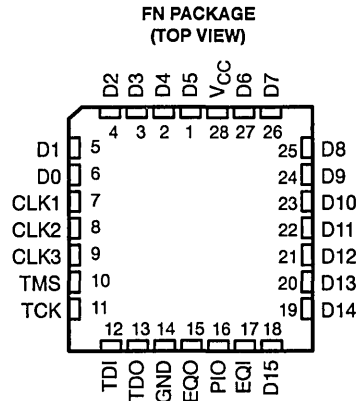 FN PACKAGE
(TOP VIEW)
D2 D3 D4 D5 VCC D6 D7
4 3 2 1 28 27 26
D1 5 25 D8
D0 6 24 D9
CLK1 7 23 D10
CLK2 8 22 D11
CLK3 9 21 D12
TMS 10 20 D13
TCK 11 19 D14
12 13 14 15 16 17 18
TDI TDO GND EQO PIO EQI D15